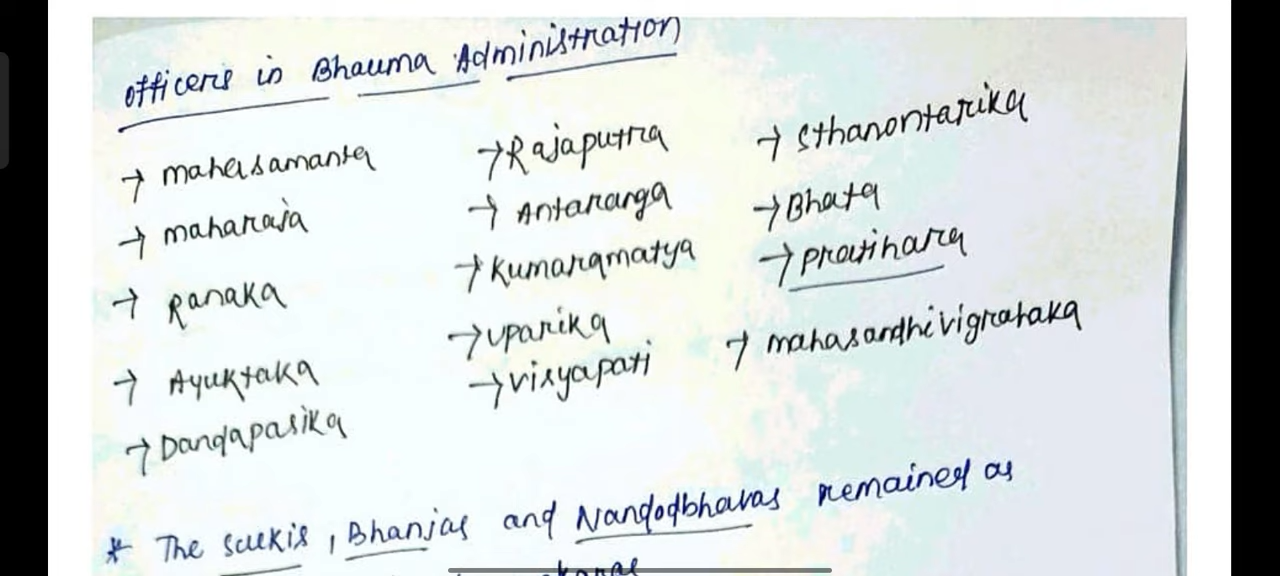 Officers in Bhauma Administration
→ mahasamanta
→ maharaja
→ Ranaka
→ Ayuktaka
→ Dandapasika
→ Rajaputra
→ Antaranga
→ Kumaramatya
→ Uparika
→ Visyapati
→ Sthanontarika
→ Bhata
→ Pratihara
→ mahasandhivigrahaka
* The sulkis, Bhanjas and Nandodbhavas remained as